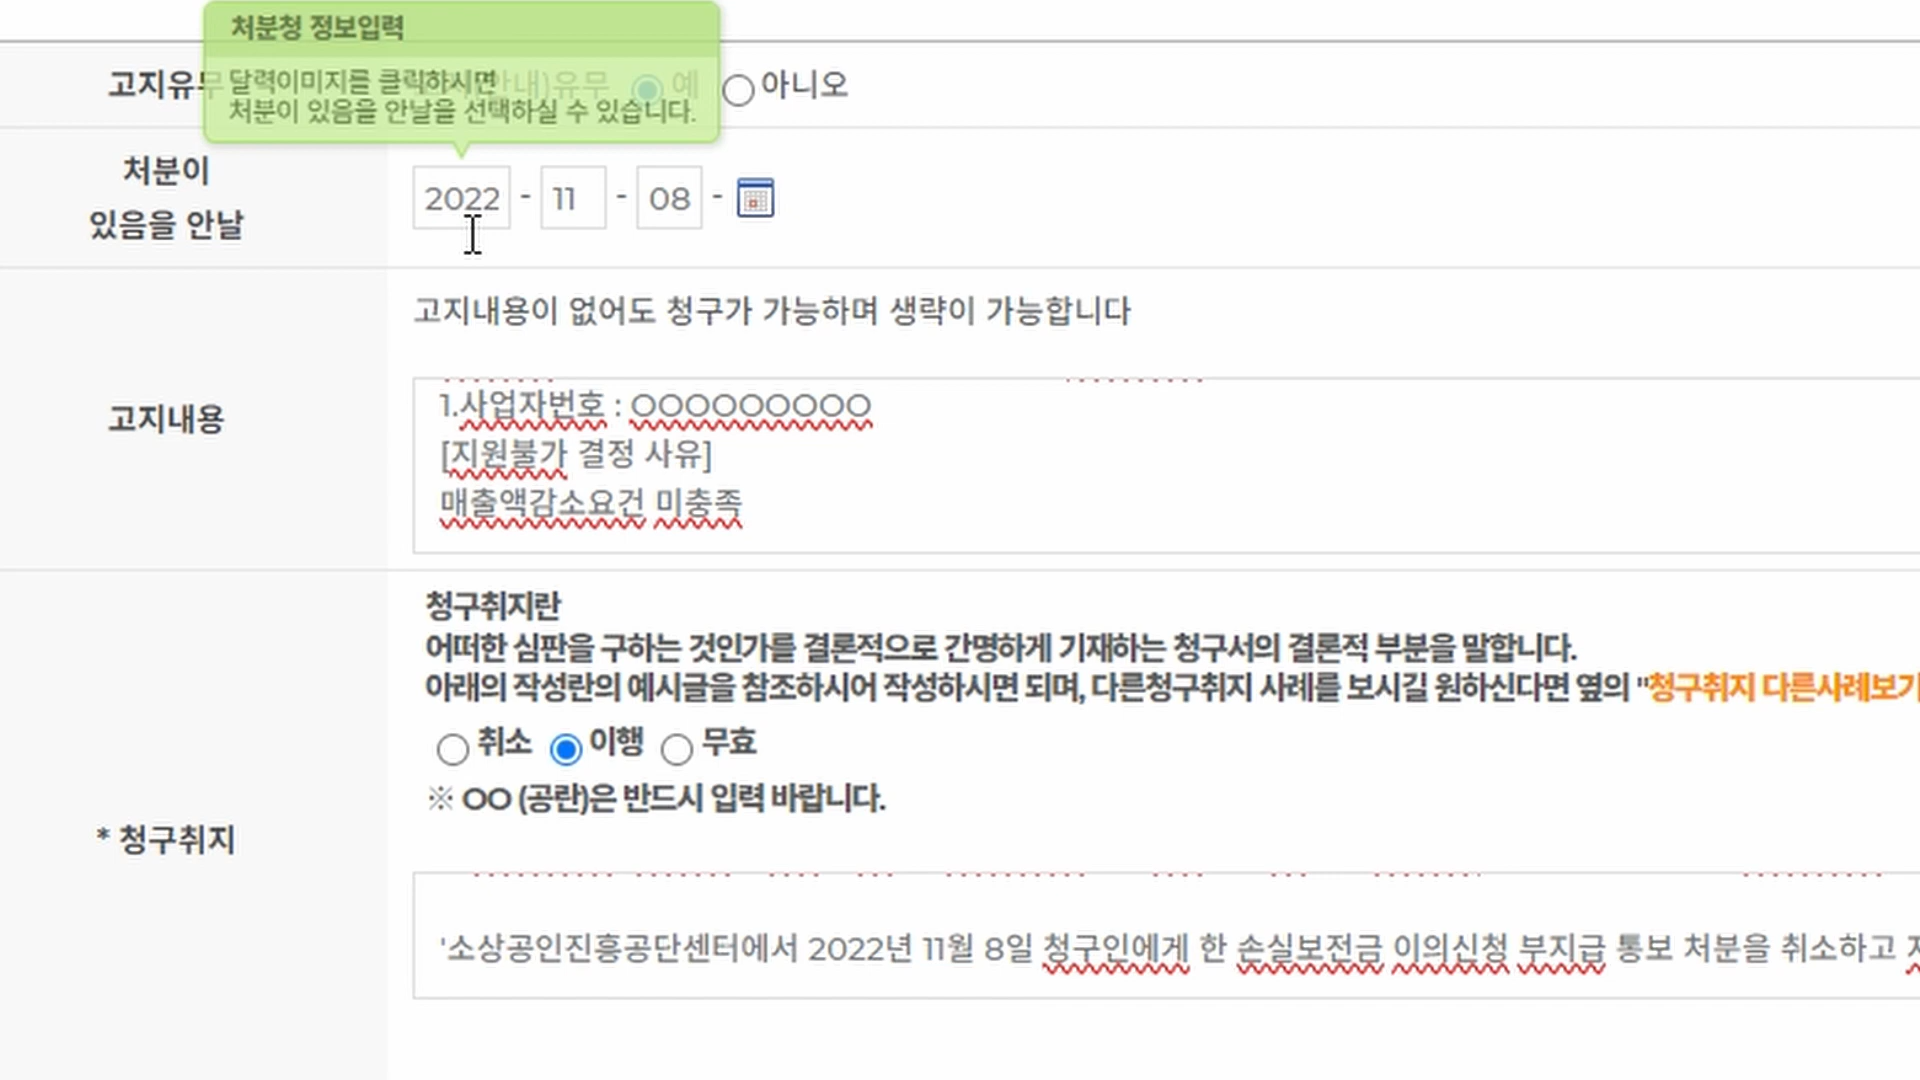 처분청 정보입력
달력이미지를 클릭하시면
처분이 있음을 안날을 선택하실 수 있습니다.
고지유무
유무 예 아니오
처분이
있음을 안날
2022 - 11 - 08 -
고지내용이 없어도 청구가 가능하며 생략이 가능합니다
고지내용
1.사업자번호 : OOOOOOOOO
[지원불가 결정 사유]
매출액감소요건 미충족
청구취지란
어떠한 심판을 구하는 것인가를 결론적으로 간명하게 기재하는 청구서의 결론적 부분을 말합니다.
아래의 작성란의 예시글을 참조하시어 작성하시면 되며, 다른청구취지 사례를 보시길 원하신다면 옆의 "청구취지 다른사례보기
취소 이행 무효
※ OO (공란)은 반드시 입력 바랍니다.
* 청구취지
'소상공인진흥공단센터에서 2022년 11월 8일 청구인에게 한 손실보전금 이의신청 부지급 통보 처분을 취소하고